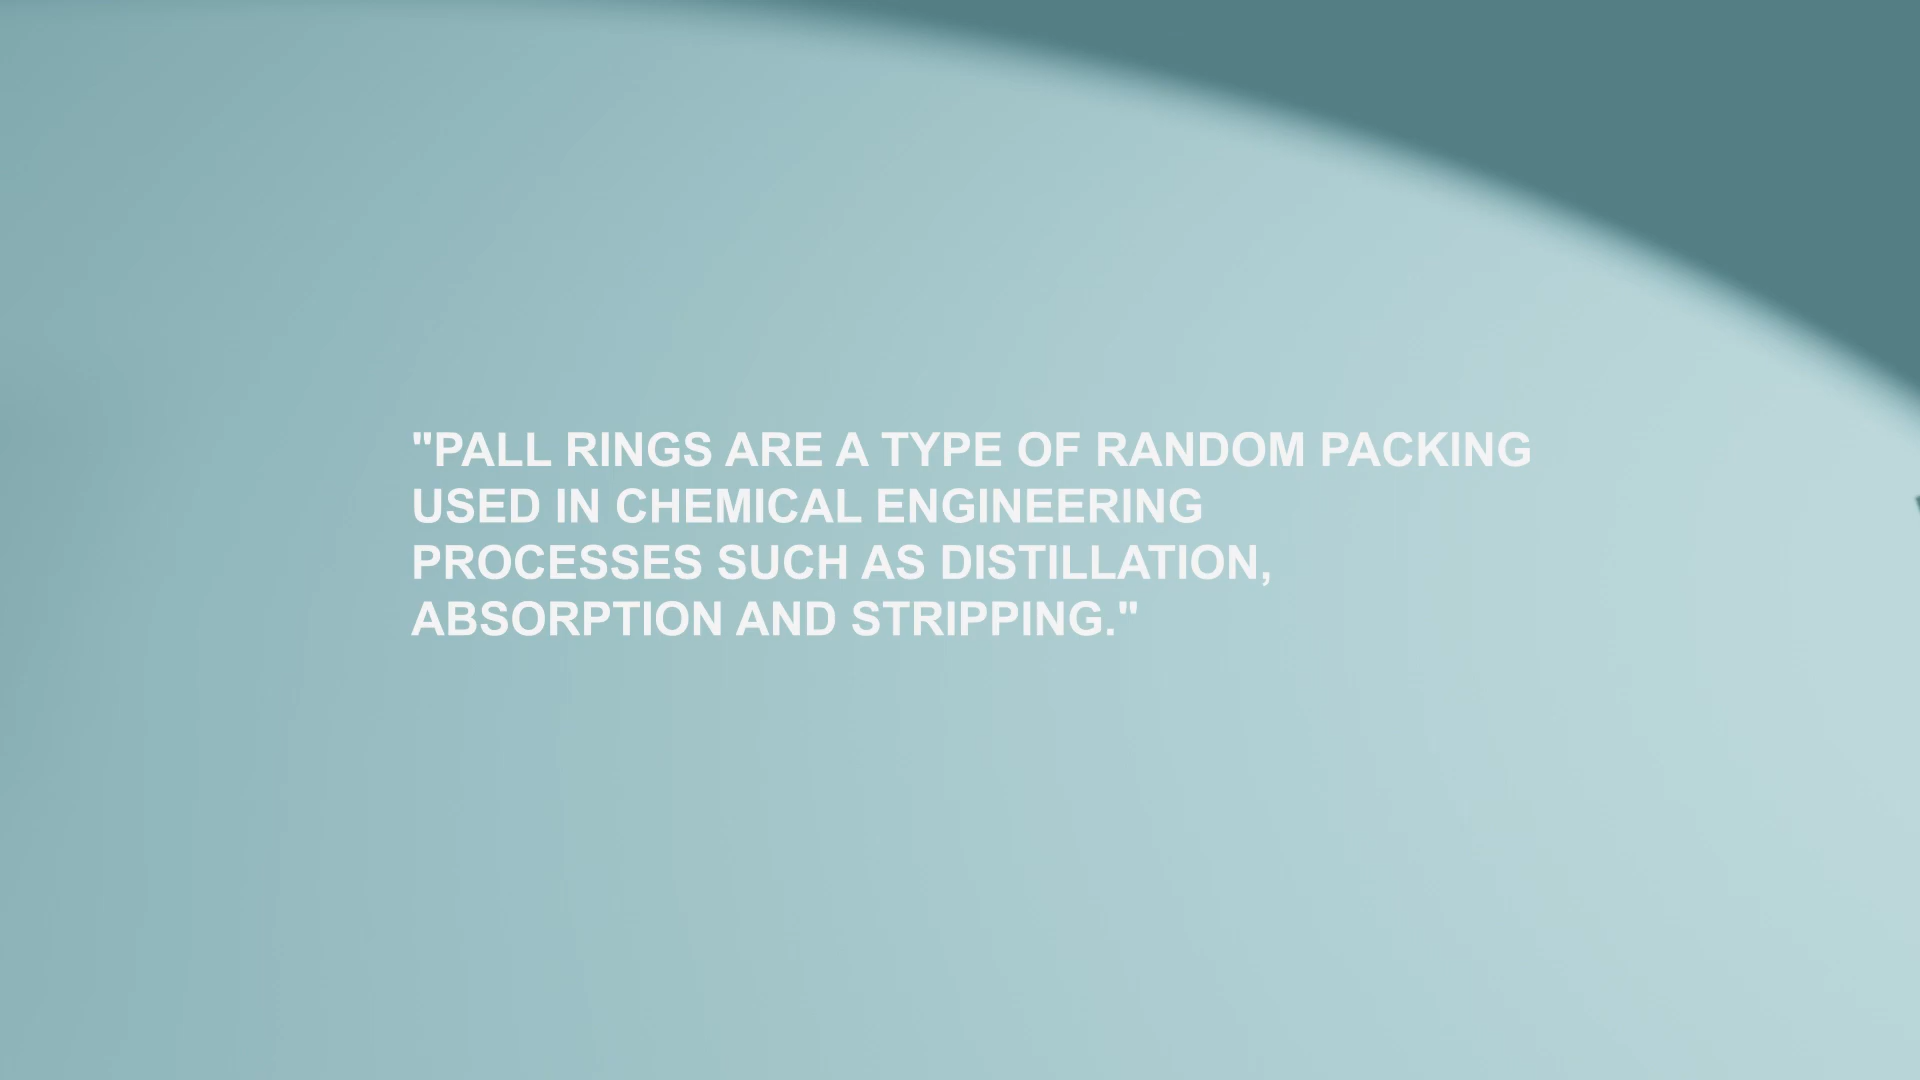 "PALL RINGS ARE A TYPE OF RANDOM PACKING
USED IN CHEMICAL ENGINEERING
PROCESSES SUCH AS DISTILLATION,
ABSORPTION AND STRIPPING."